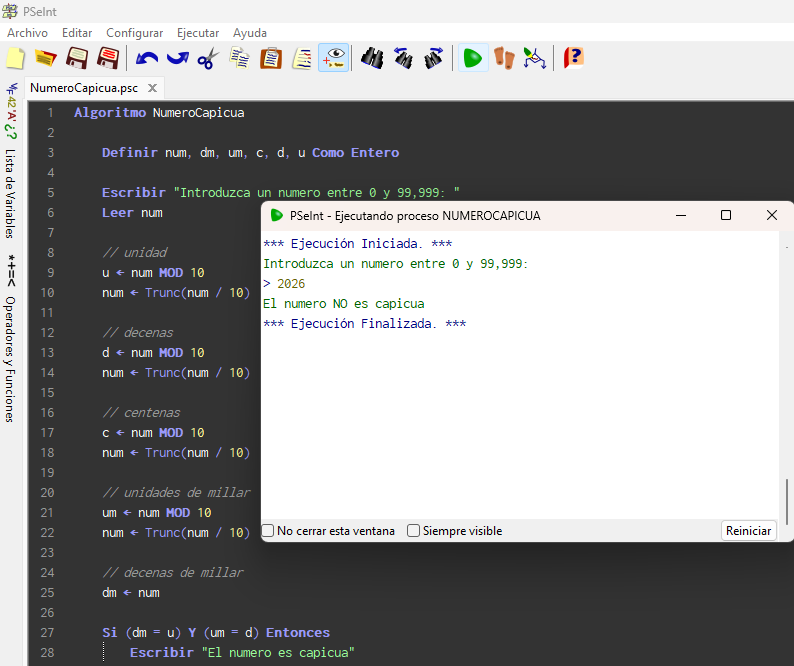 PSeInt
Archivo Editar Configurar Ejecutar Ayuda
NumeroCapicua.psc
Lista de Variables
Operadores y Funciones
1 Algoritmo NumeroCapicua
2
3 Definir num, dm, um, c, d, u Como Entero
4
5 Escribir "Introduzca un numero entre 0 y 99,999: "
6 Leer num
7
8 // unidad
9 u ← num MOD 10
10 num ← Trunc(num / 10)
11
12 // decenas
13 d ← num MOD 10
14 num ← Trunc(num / 10)
15
16 // centenas
17 c ← num MOD 10
18 num ← Trunc(num / 10)
19
20 // unidades de millar
21 um ← num MOD 10
22 num ← Trunc(num / 10)
23
24 // decenas de millar
25 dm ← num
26
27 Si (dm = u) Y (um = d) Entonces
28 Escribir "El numero es capicua"
PSeInt - Ejecutando proceso NUMEROCAPICUA
*** Ejecución Iniciada. ***
Introduzca un numero entre 0 y 99,999:
> 2026
El numero NO es capicua
*** Ejecución Finalizada. ***
No cerrar esta ventana Siempre visible Reiniciar